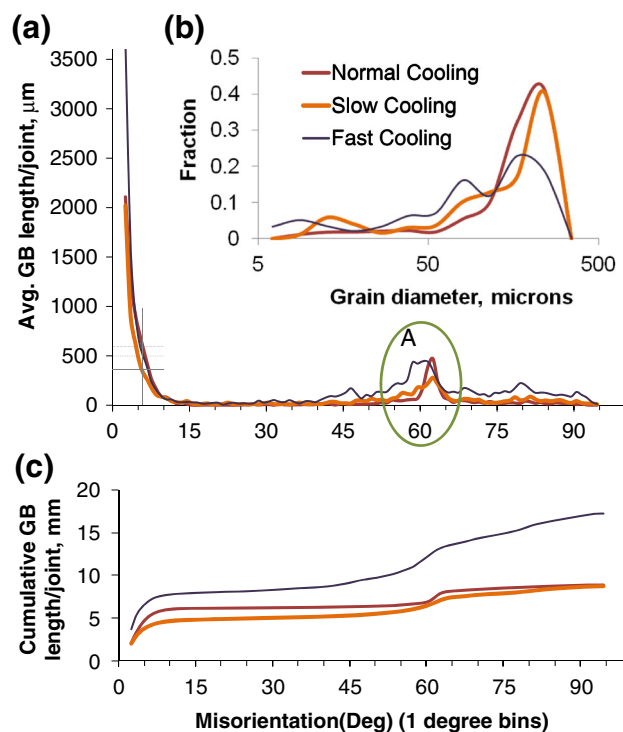 (a)
(b)
3500
3000
2500
2000
1500
1000
500
0
Avg. GB length/joint, μm
0 15 30 45 60 75 90
A
0.5
0.4
0.3
0.2
0.1
0
Fraction
Normal Cooling
Slow Cooling
Fast Cooling
5 50 500
Grain diameter, microns
(c)
20
15
10
5
0
Cumulative GB
length/joint, mm
0 15 30 45 60 75 90
Misorientation(Deg) (1 degree bins)